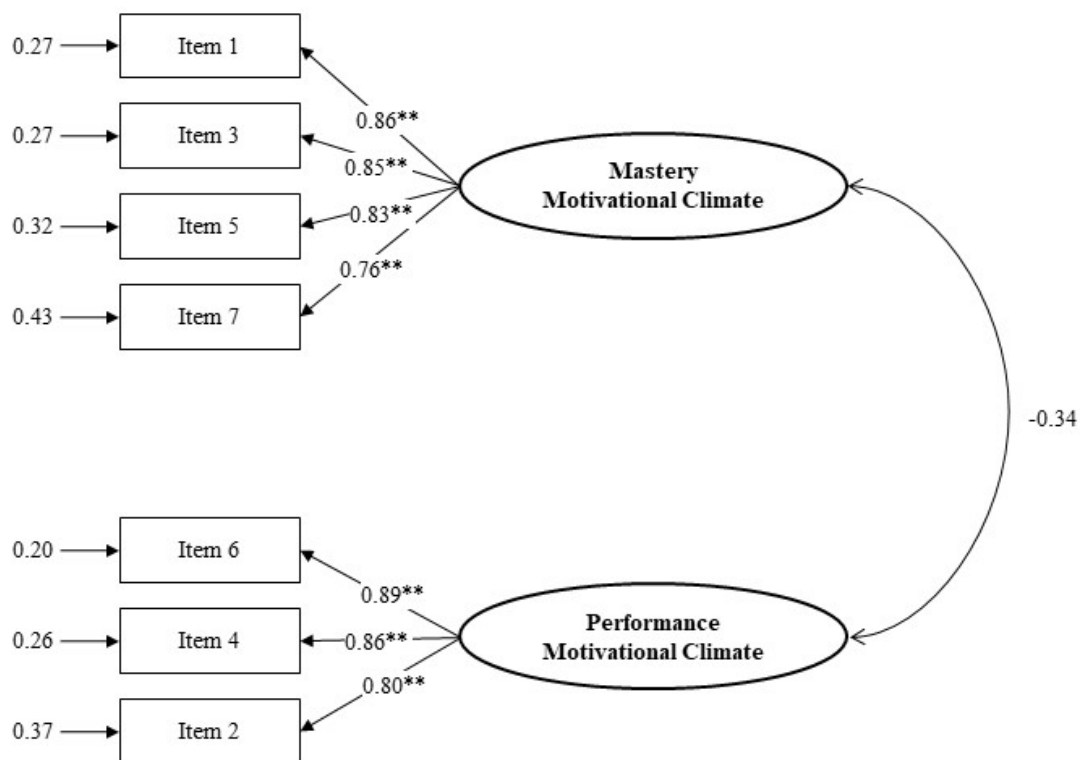 0.27
Item 1
0.86**
0.27
Item 3
0.85**
0.32
Item 5
0.83**
0.43
Item 7
0.76**
Mastery
Motivational Climate
-0.34
0.20
Item 6
0.89**
0.26
Item 4
0.86**
0.37
Item 2
0.80**
Performance
Motivational Climate